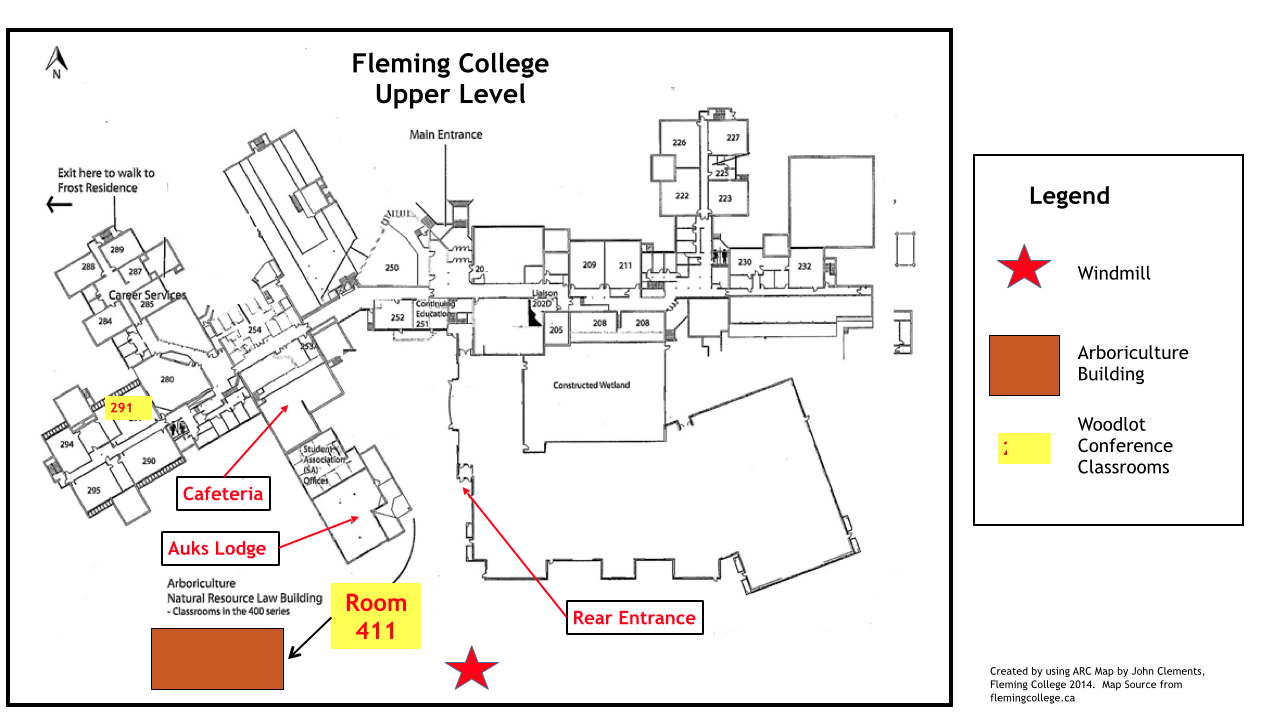 Fleming College
Upper Level
N
Main Entrance
Exit here to walk to
Frost Residence
226
227
225
222
223
289
288
287
Career Services
285
284
250
20
209
211
230
232
Liaison
202D
Continuing
Education
251
252
254
253A
205
208
208
280
Constructed Wetland
291
294
290
295
Student
Association
(SA)
Offices
Cafeteria
Auks Lodge
Arboriculture
Natural Resource Law Building
- Classrooms in the 400 series
Room
411
Rear Entrance
Legend
Windmill
Arboriculture
Building
Woodlot
Conference
Classrooms
Created by using ARC Map by John Clements,
Fleming College 2014. Map Source from
flemingcollege.ca